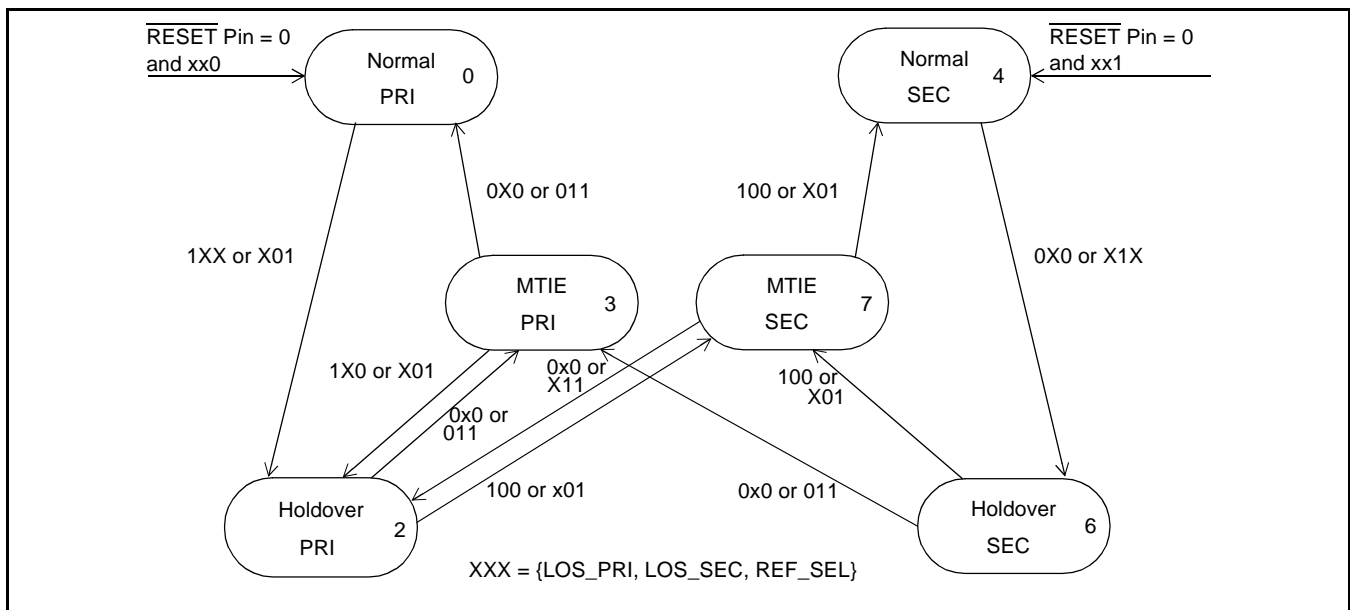 RESET Pin = 0
and xx0
Normal
PRI
0
Normal
SEC
4
RESET Pin = 0
and xx1
0X0 or 011
100 or X01
1XX or X01
0X0 or X1X
MTIE
PRI
3
MTIE
SEC
7
1X0 or X01
0x0 or
X11
100 or
X01
0x0 or
011
100 or x01
0x0 or 011
Holdover
PRI
2
Holdover
SEC
6
XXX = {LOS_PRI, LOS_SEC, REF_SEL}